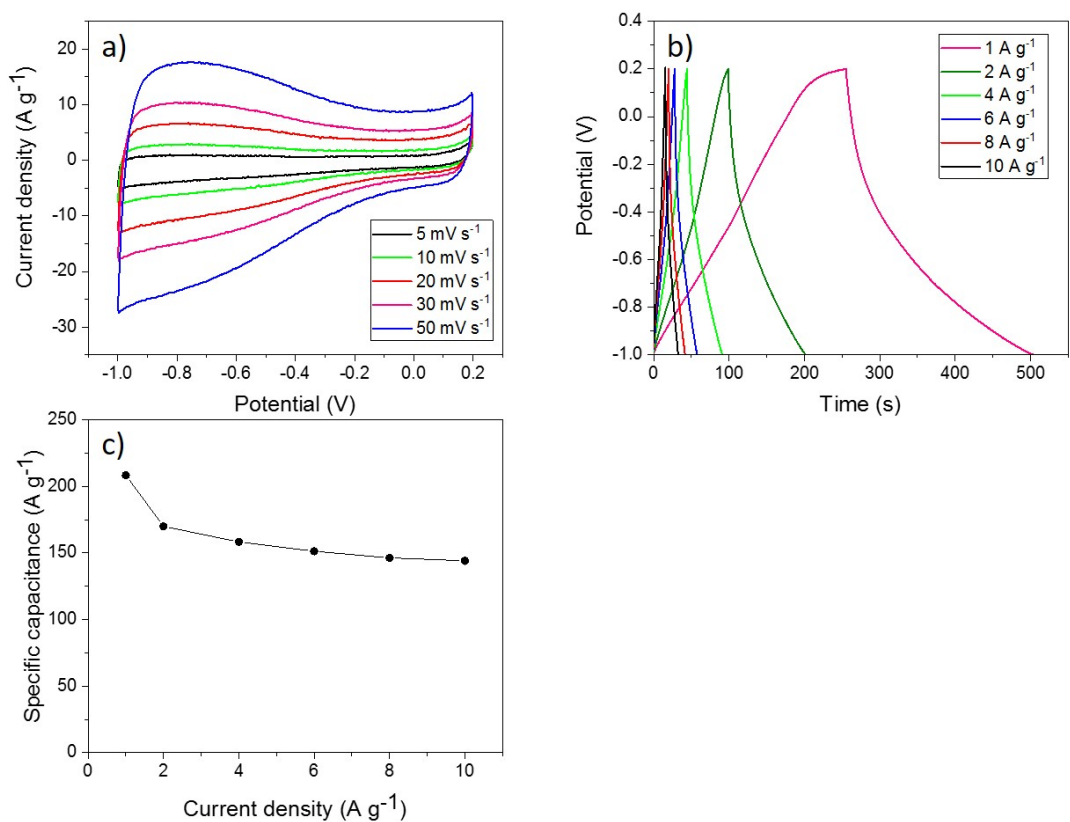 a)
20
10
0
-10
-20
-30
Current density (A g⁻¹)
5 mV s⁻¹
10 mV s⁻¹
20 mV s⁻¹
30 mV s⁻¹
50 mV s⁻¹
-1.0 -0.8 -0.6 -0.4 -0.2 0.0 0.2
Potential (V)
b)
0.4
0.2
0.0
-0.2
-0.4
-0.6
-0.8
-1.0
Potential (V)
1 A g⁻¹
2 A g⁻¹
4 A g⁻¹
6 A g⁻¹
8 A g⁻¹
10 A g⁻¹
0 100 200 300 400 500
Time (s)
c)
250
200
150
100
50
0
Specific capacitance (A g⁻¹)
0 2 4 6 8 10
Current density (A g⁻¹)